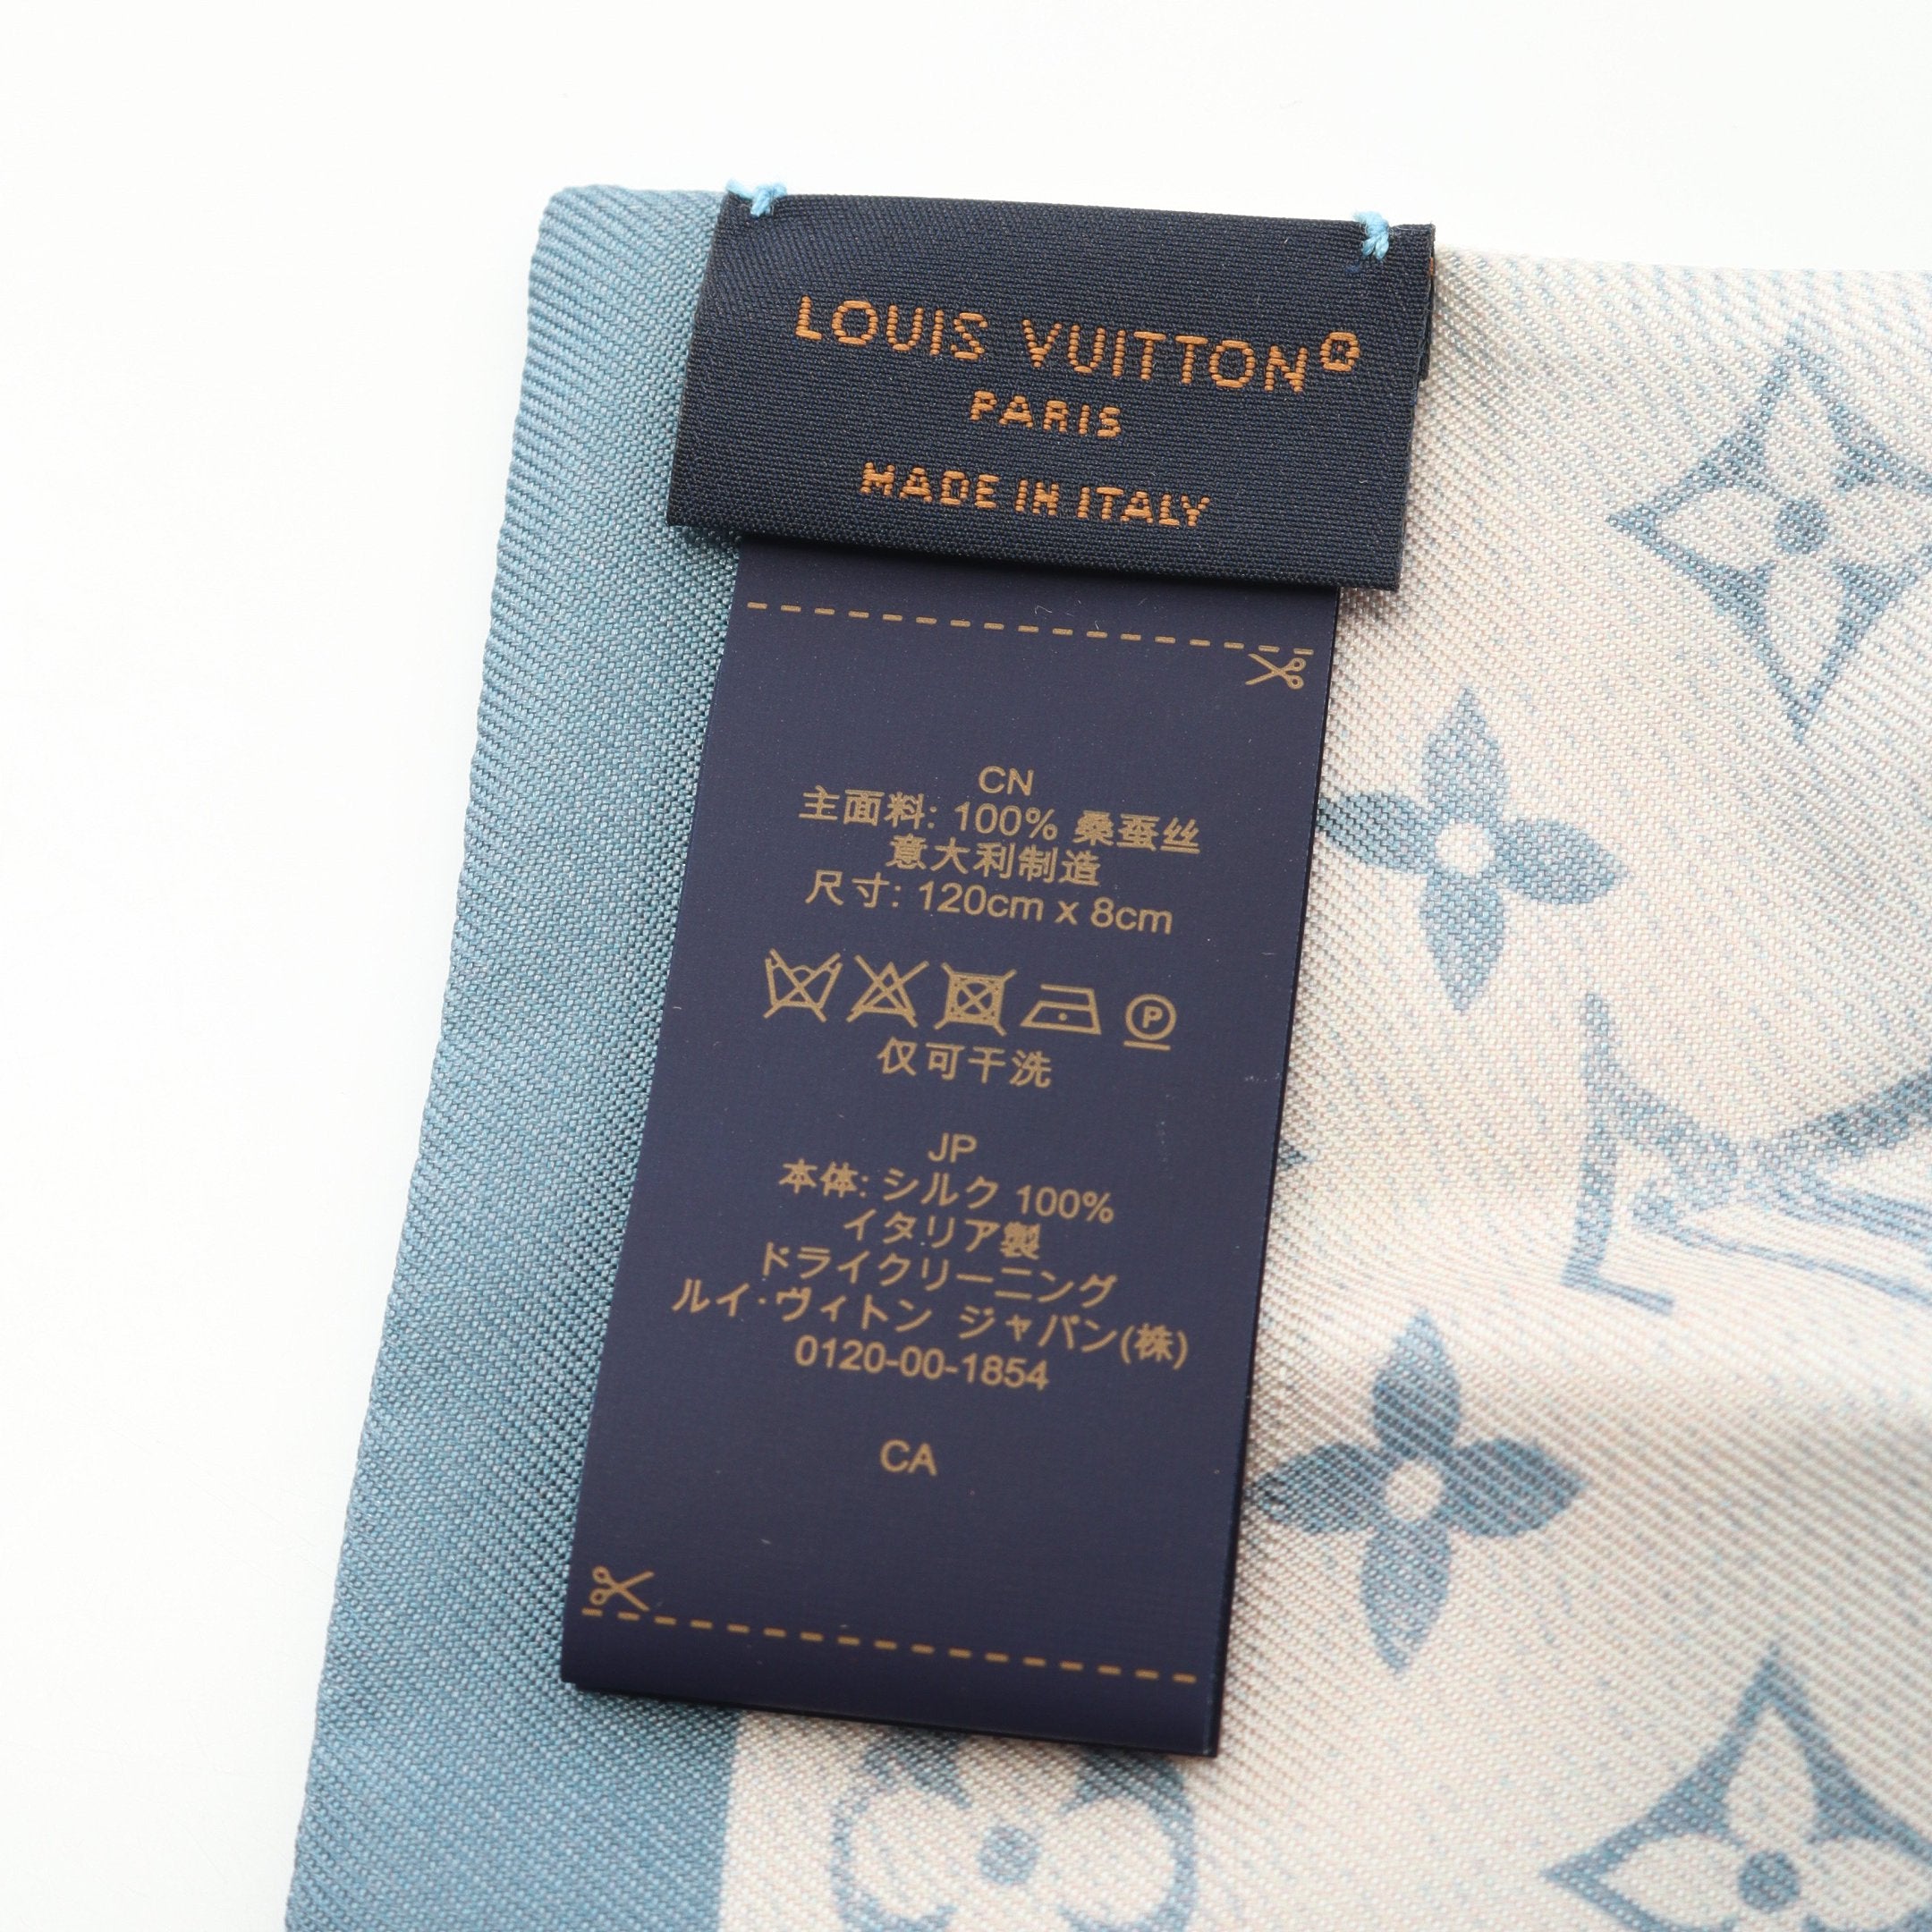 LOUIS VUITTON®
PARIS
MADE IN ITALY
CN
主面料: 100% 桑蚕丝
意大利制造
尺寸: 120cm x 8cm
P
仅可干洗
JP
本体: シルク 100%
イタリア製
ドライクリーニング
ルイ·ヴィトン ジャパン(株)
0120-00-1854
CA